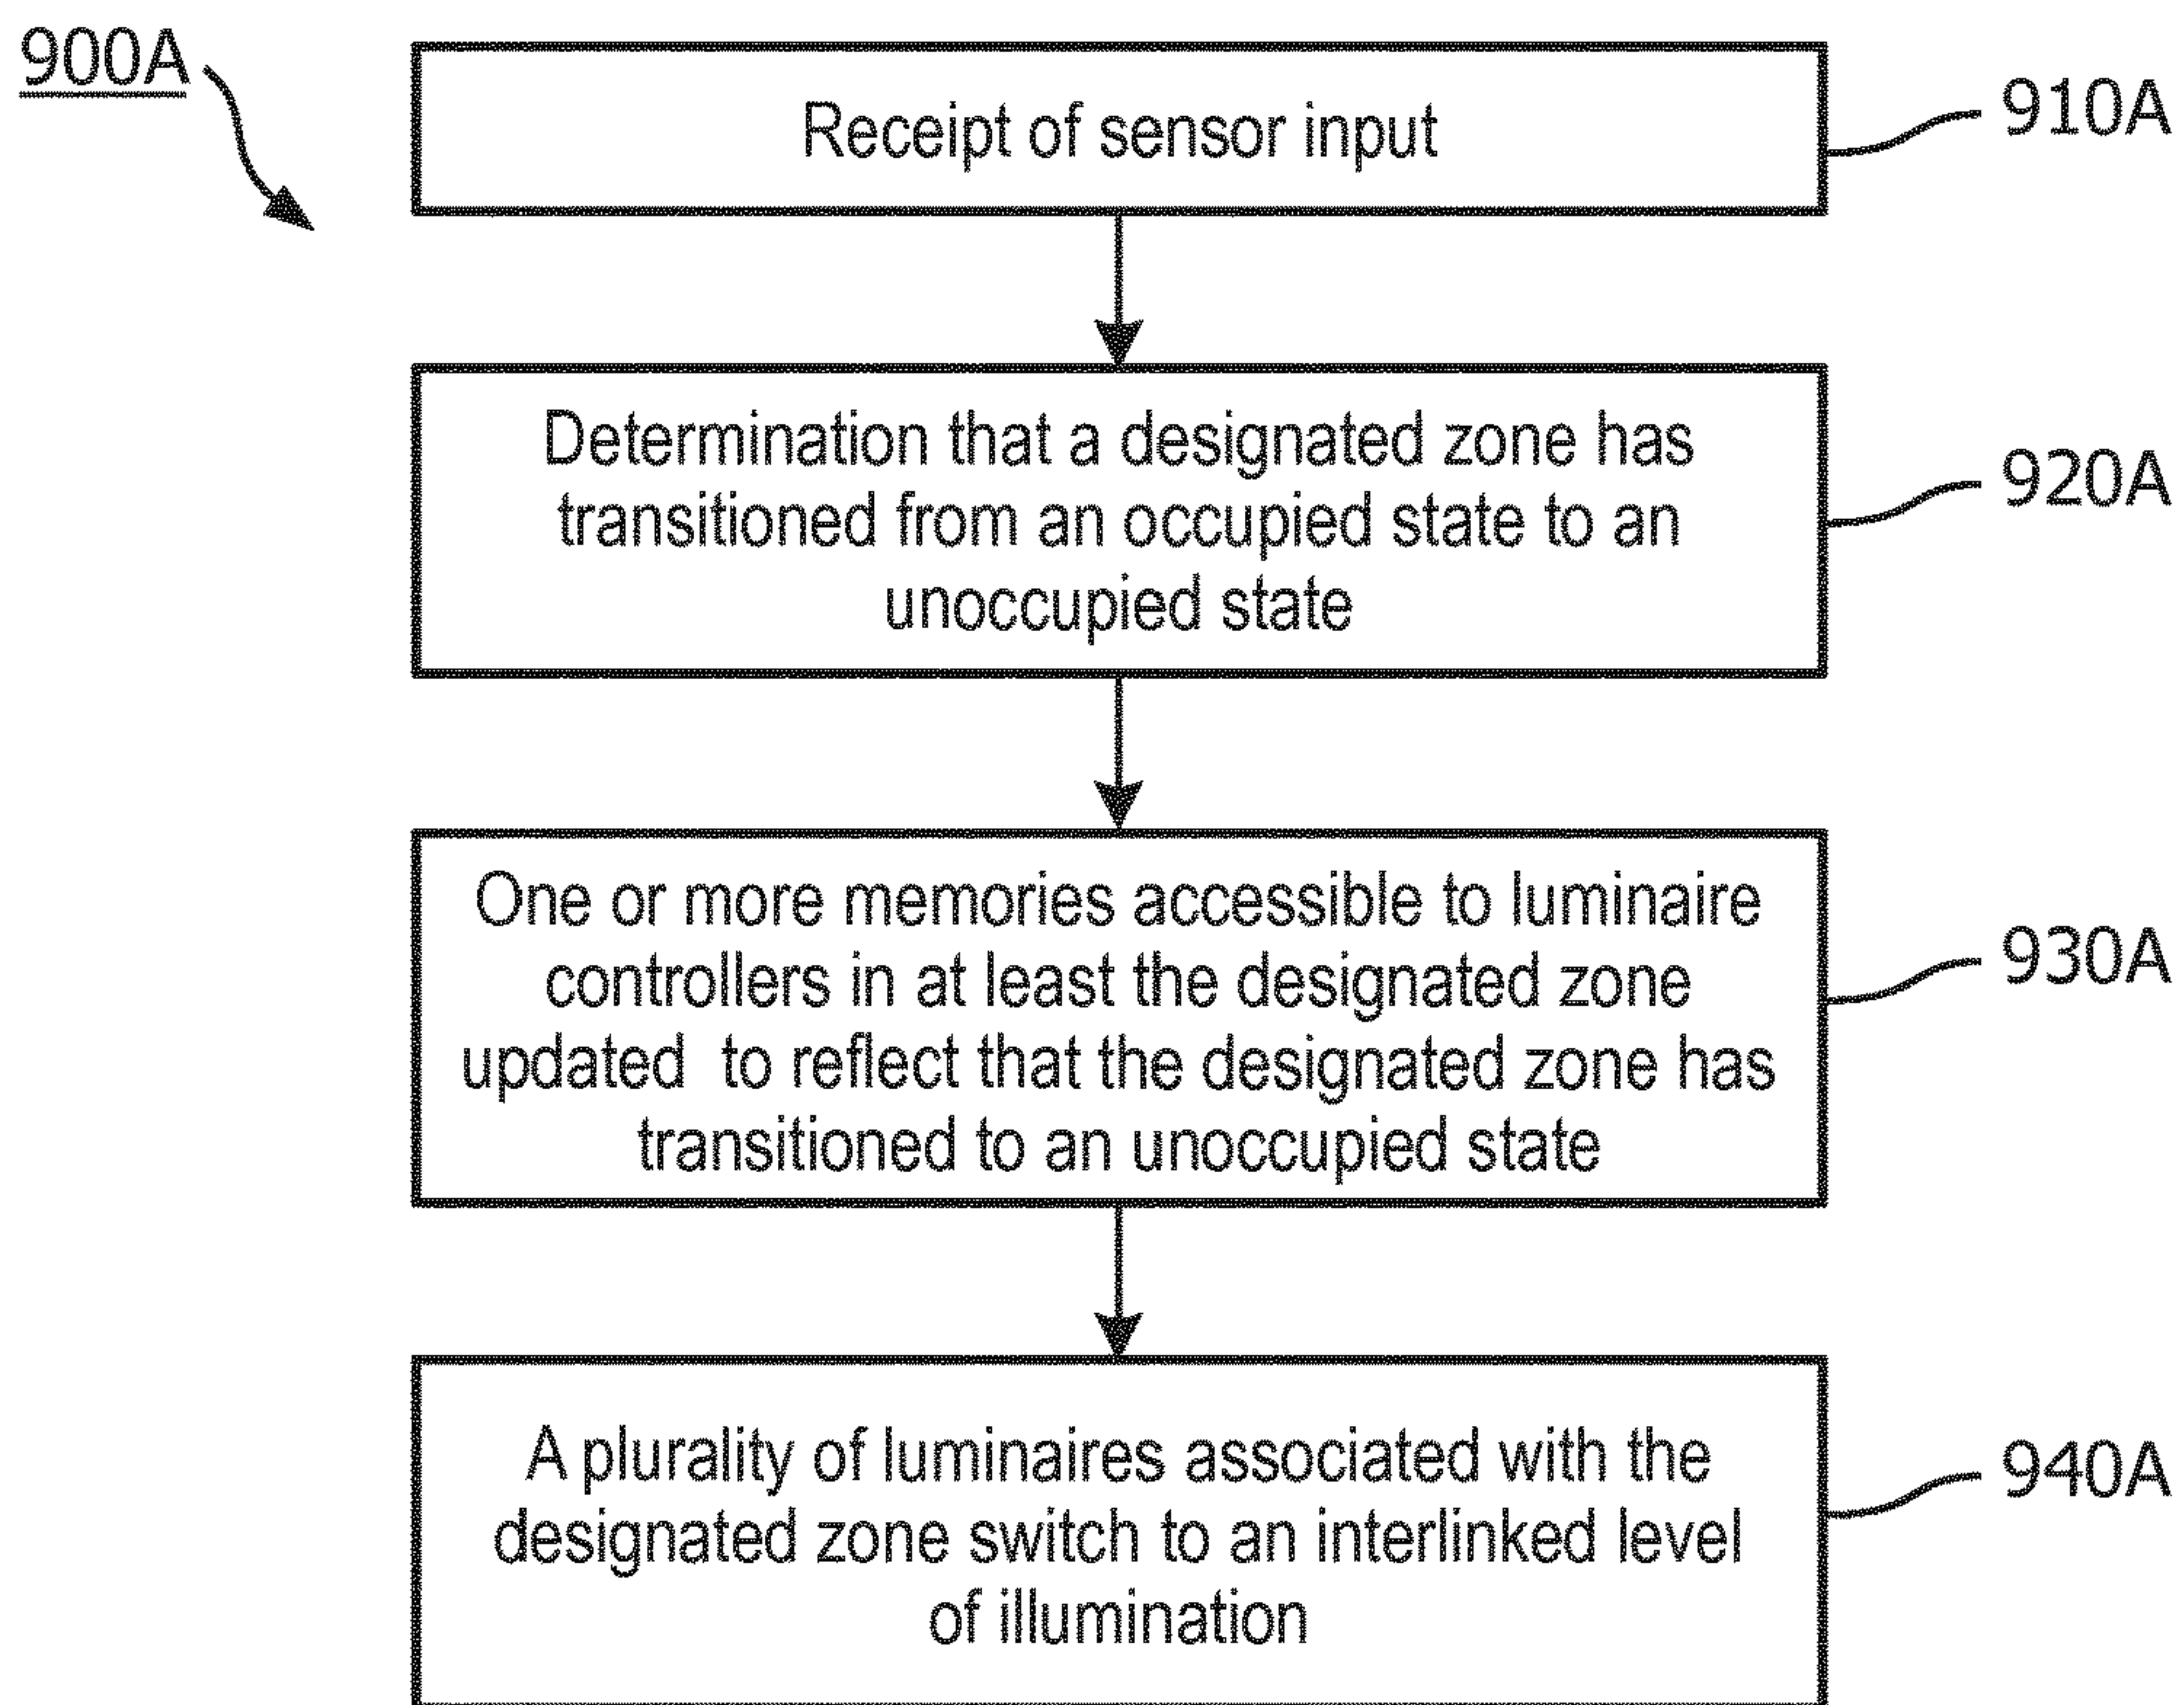 900A
Receipt of sensor input
910A
Determination that a designated zone has
transitioned from an occupied state to an
unoccupied state
920A
One or more memories accessible to luminaire
controllers in at least the designated zone
updated to reflect that the designated zone has
transitioned to an unoccupied state
930A
A plurality of luminaires associated with the
designated zone switch to an interlinked level
of illumination
940A